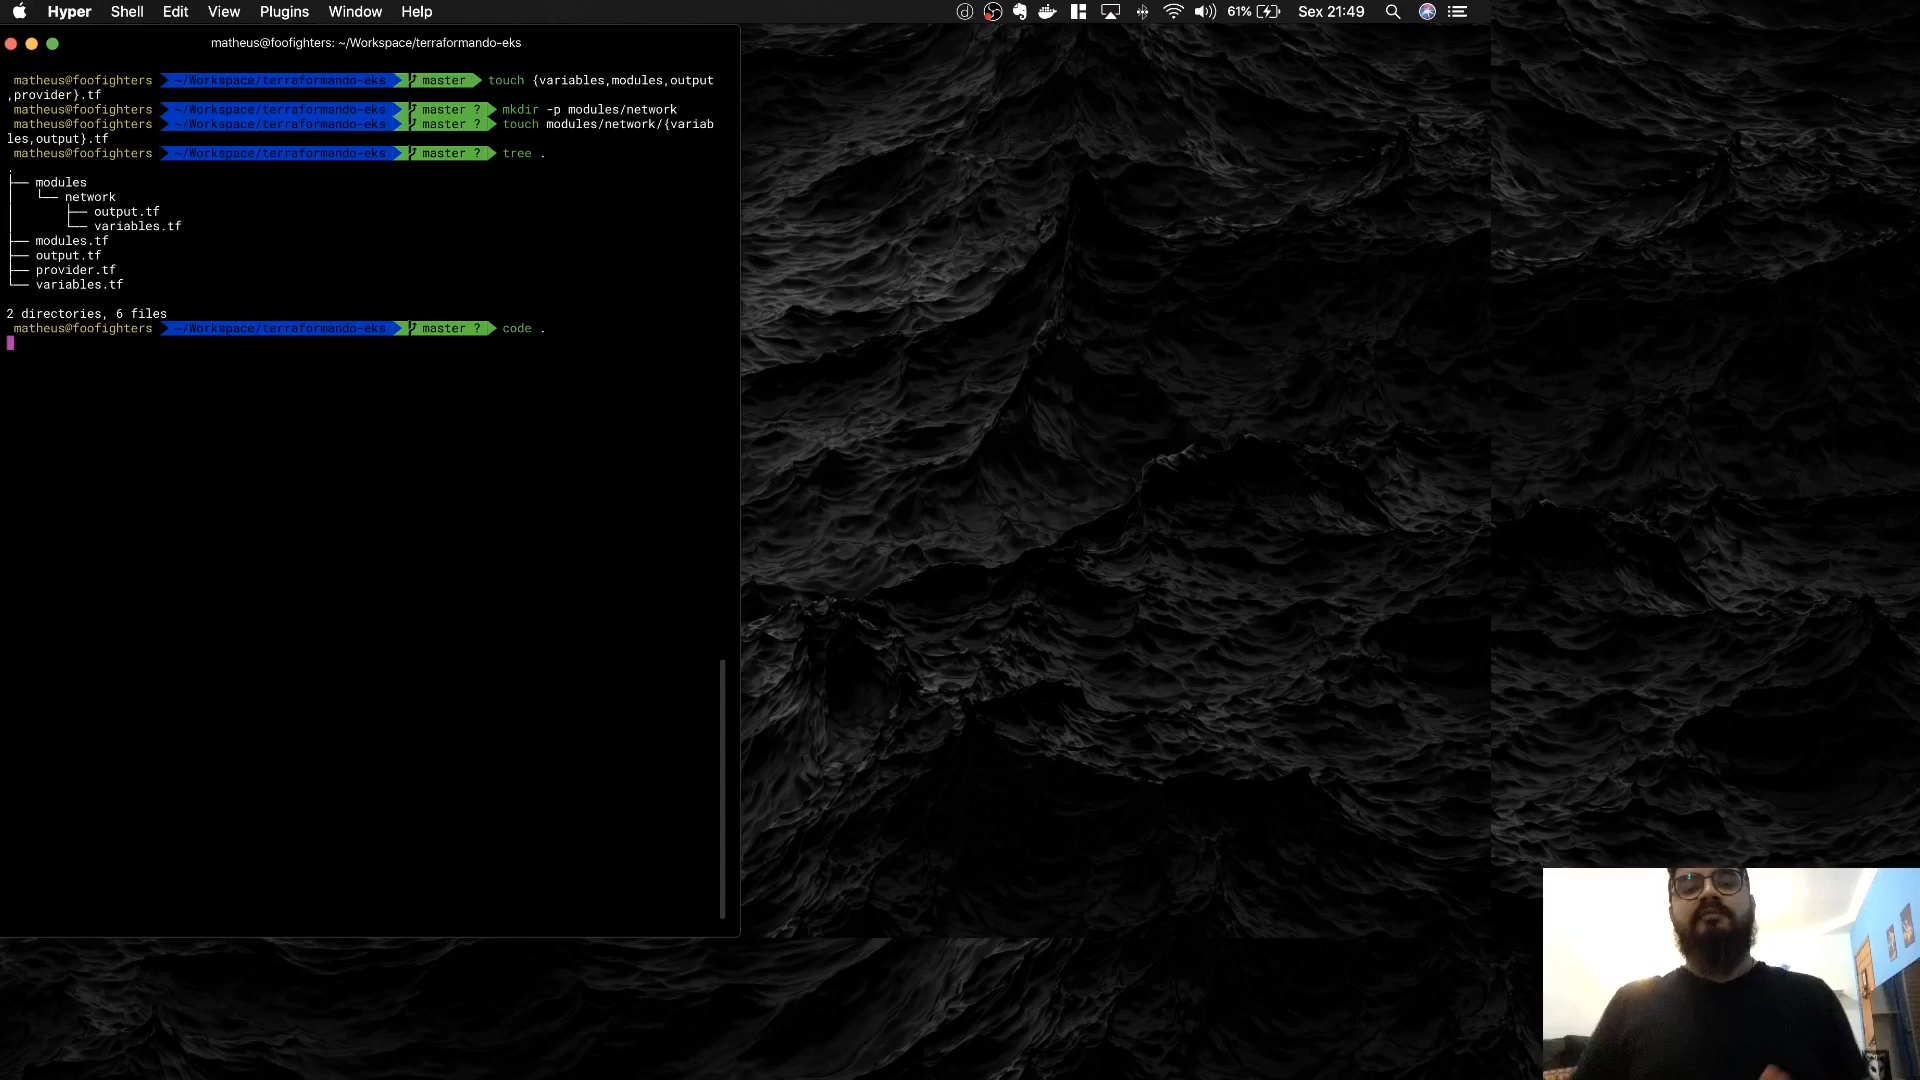 Hyper Shell Edit View Plugins Window Help 61% Sex 21:49
matheus@foofighters: ~/Workspace/terraformando-eks
matheus@foofighters ~/Workspace/terraformando-eks master touch {variables,modules,output
,provider}.tf
matheus@foofighters ~/Workspace/terraformando-eks master ? mkdir -p modules/network
matheus@foofighters ~/Workspace/terraformando-eks master ? touch modules/network/{variab
les,output}.tf
matheus@foofighters ~/Workspace/terraformando-eks master ? tree .
.
├── modules
│   └── network
│       ├── output.tf
│       └── variables.tf
├── modules.tf
├── output.tf
├── provider.tf
└── variables.tf
2 directories, 6 files
matheus@foofighters ~/Workspace/terraformando-eks master ? code .